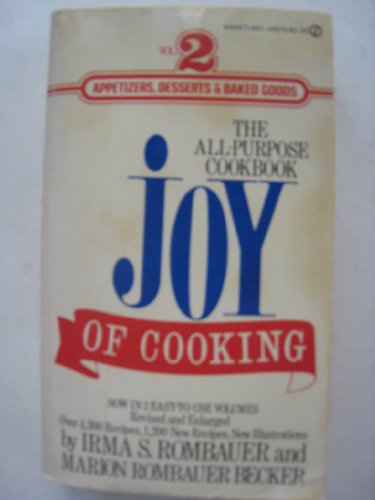 VOL.
2
APPETIZERS, DESSERTS & BAKED GOODS
THE
ALL-PURPOSE
COOKBOOK
JOY
OF COOKING
NOW IN 2 EASY-TO-USE VOLUMES
Revised and Enlarged
Over 4,300 Recipes, 1,200 New Recipes, New Illustrations
by IRMA S. ROMBAUER and
MARION ROMBAUER BECKER